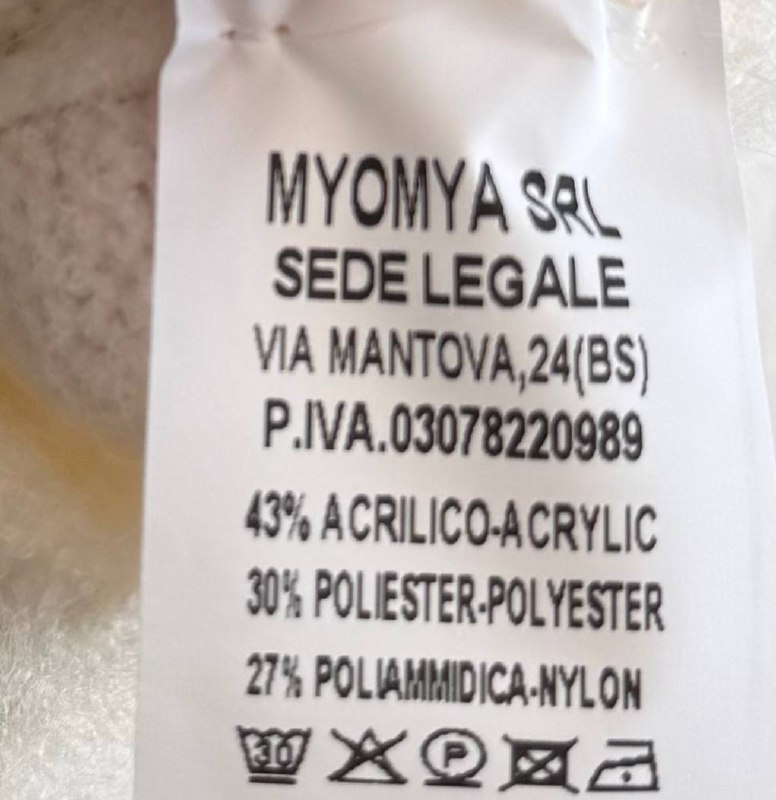 MYOMYA SRL
SEDE LEGALE
VIA MANTOVA,24(BS)
P.IVA.03078220989
43% ACRILICO-ACRYLIC
30% POLIESTER-POLYESTER
27% POLIAMMIDICA-NYLON
30 P